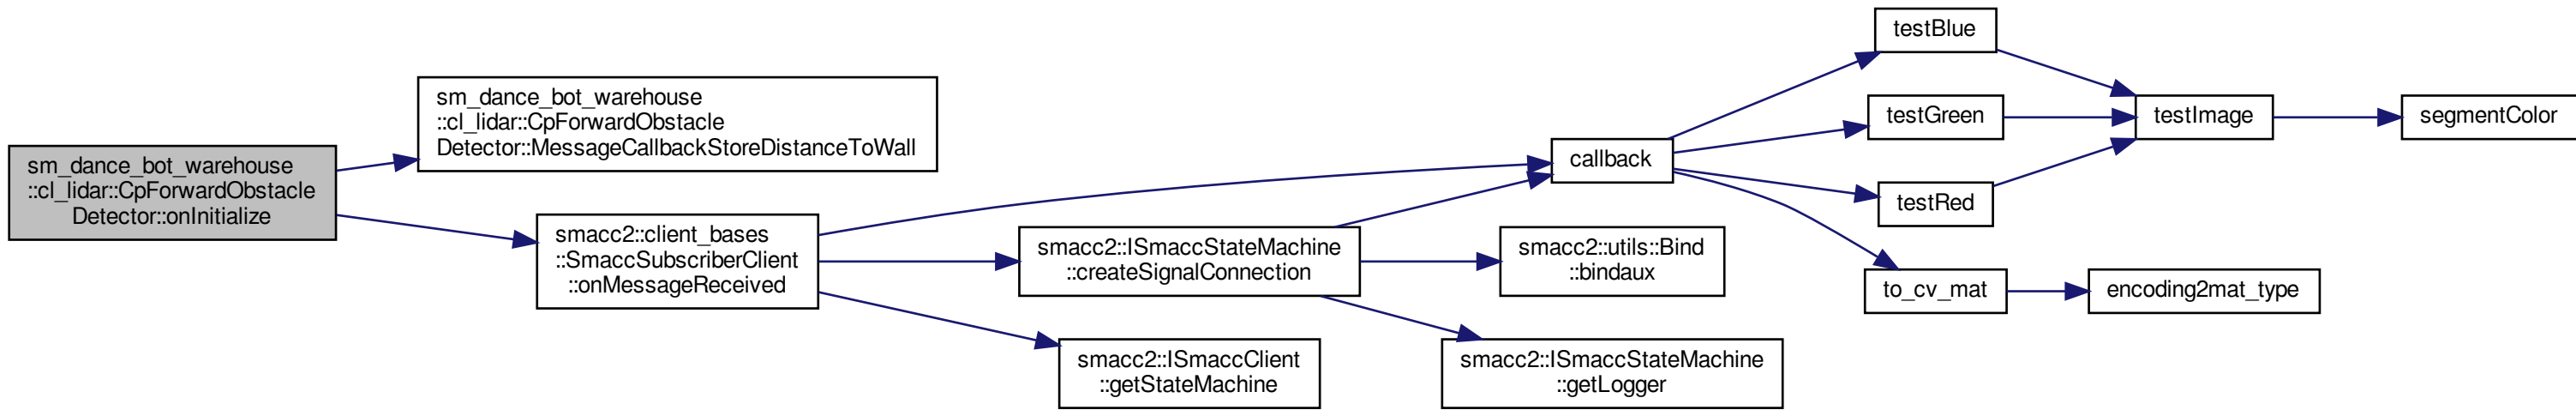 sm_dance_bot_warehouse
::cl_lidar::CpForwardObstacle
Detector::onInitialize
sm_dance_bot_warehouse
::cl_lidar::CpForwardObstacle
Detector::MessageCallbackStoreDistanceToWall
smacc2::client_bases
::SmaccSubscriberClient
::onMessageReceived
smacc2::ISmaccStateMachine
::createSignalConnection
smacc2::ISmaccClient
::getStateMachine
callback
smacc2::utils::Bind
::bindaux
smacc2::ISmaccStateMachine
::getLogger
testBlue
testGreen
testRed
to_cv_mat
testImage
encoding2mat_type
segmentColor